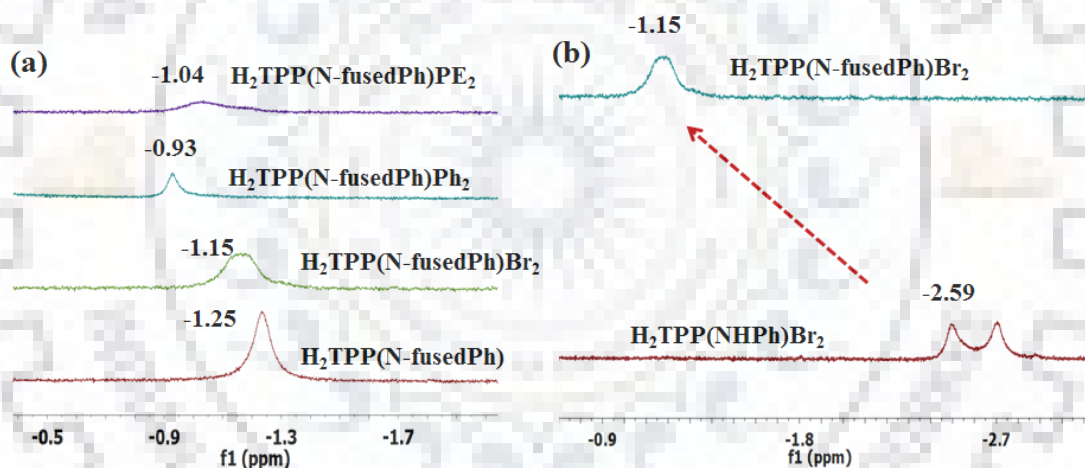 (a)
-1.04
H₂TPP(N-fusedPh)PE₂
-0.93
H₂TPP(N-fusedPh)Ph₂
-1.15
H₂TPP(N-fusedPh)Br₂
-1.25
H₂TPP(N-fusedPh)
-0.5 -0.9 -1.3 -1.7
f1 (ppm)
(b)
-1.15
H₂TPP(N-fusedPh)Br₂
-2.59
H₂TPP(NHPh)Br₂
-0.9 -1.8 -2.7
f1 (ppm)